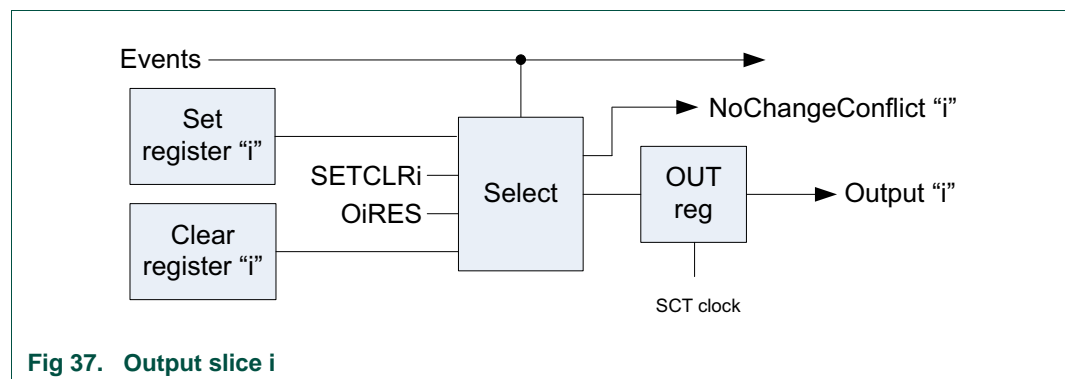 Events
Set
register “i”
NoChangeConflict “i”
SETCLRi
Select
OUT
reg
Output “i”
OiRES
Clear
register “i”
SCT clock
Fig 37. Output slice i